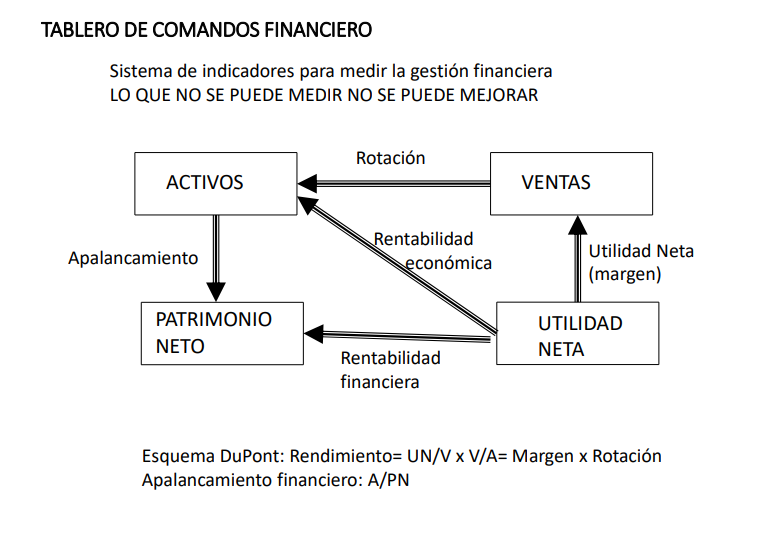 TABLERO DE COMANDOS FINANCIERO
Sistema de indicadores para medir la gestión financiera
LO QUE NO SE PUEDE MEDIR NO SE PUEDE MEJORAR
Rotación
ACTIVOS
VENTAS
Rentabilidad
económica
Utilidad Neta
(margen)
Apalancamiento
PATRIMONIO
NETO
UTILIDAD
NETA
Rentabilidad
financiera
Esquema DuPont: Rendimiento= UN/V x V/A= Margen x Rotación
Apalancamiento financiero: A/PN